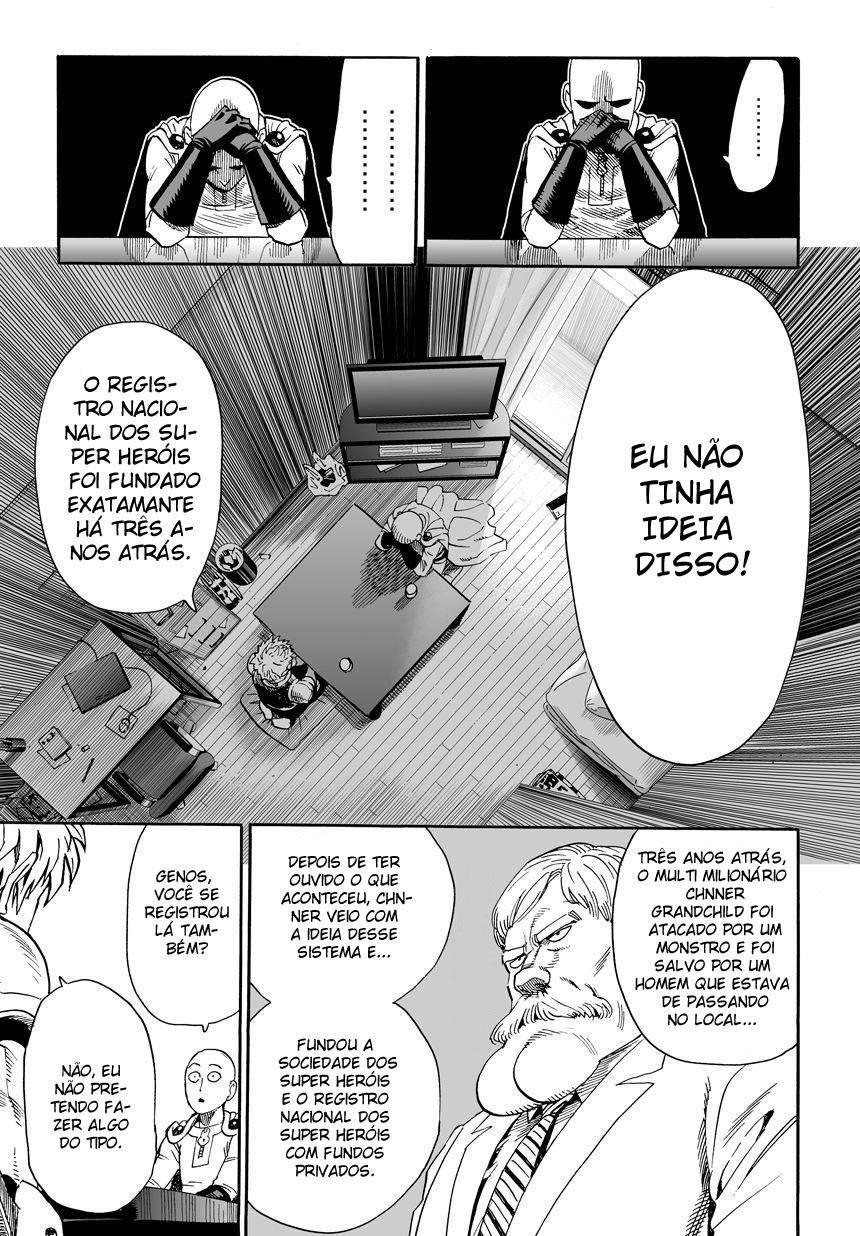 ........
..........
EU NÃO
TINHA
IDEIA
DISSO!
O REGIS-
TRO NACIO-
NAL DOS SU-
PER HERÓIS
FOI FUNDADO
EXATAMANTE
HÁ TRÊS A-
NOS ATRÁS.
TRÊS ANOS ATRÁS,
O MULTI MILIONÁRIO
CHNNER
GRANDCHILD FOI
ATACADO POR UM
MONSTRO E FOI
SALVO POR UM
HOMEM QUE ESTAVA
DE PASSANDO
NO LOCAL...
DEPOIS DE TER
OUVIDO O QUE
ACONTECEU, CHN-
NER VEIO COM
A IDEIA DESSE
SISTEMA E...
FUNDOU A
SOCIEDADE DOS
SUPER HERÓIS
E O REGISTRO
NACIONAL DOS
SUPER HERÓIS
COM FUNDOS
PRIVADOS.
GENOS,
VOCÊ SE
REGISTROU
LÁ TAM-
BÉM?
NÃO, EU
NÃO PRE-
TENDO FA-
ZER ALGO
DO TIPO.